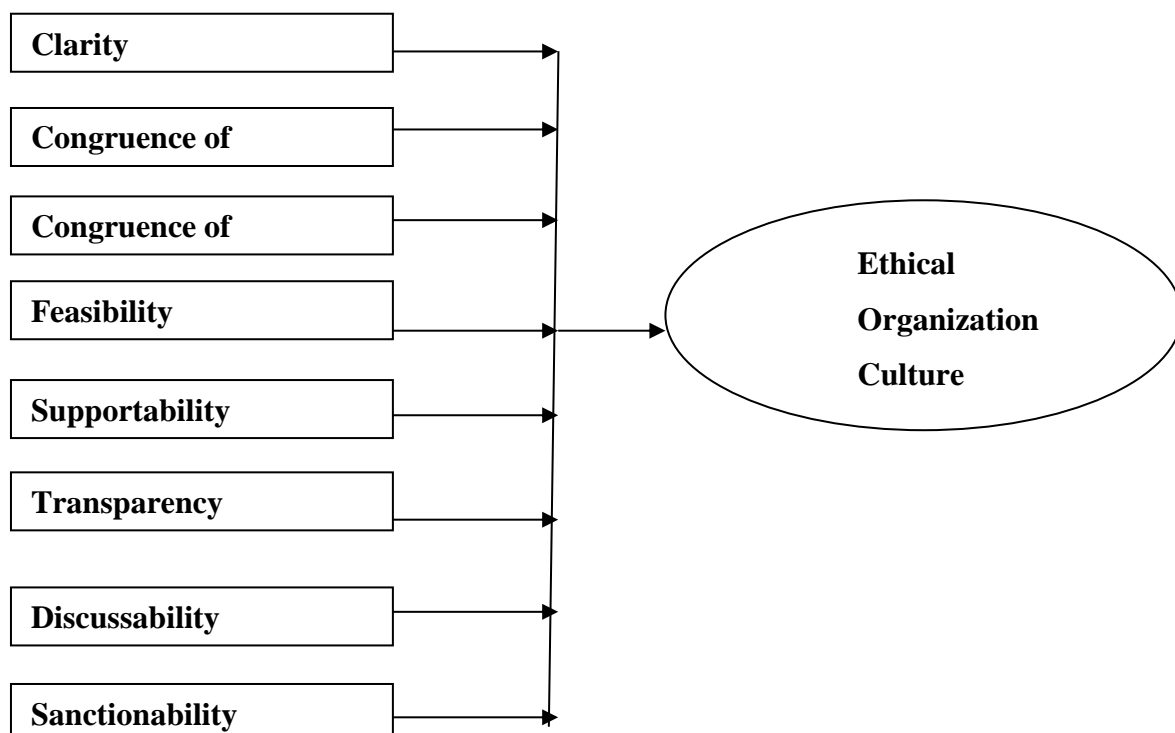 Clarity
Congruence of
Congruence of
Feasibility
Supportability
Transparency
Discussability
Sanctionability
Ethical
Organization
Culture